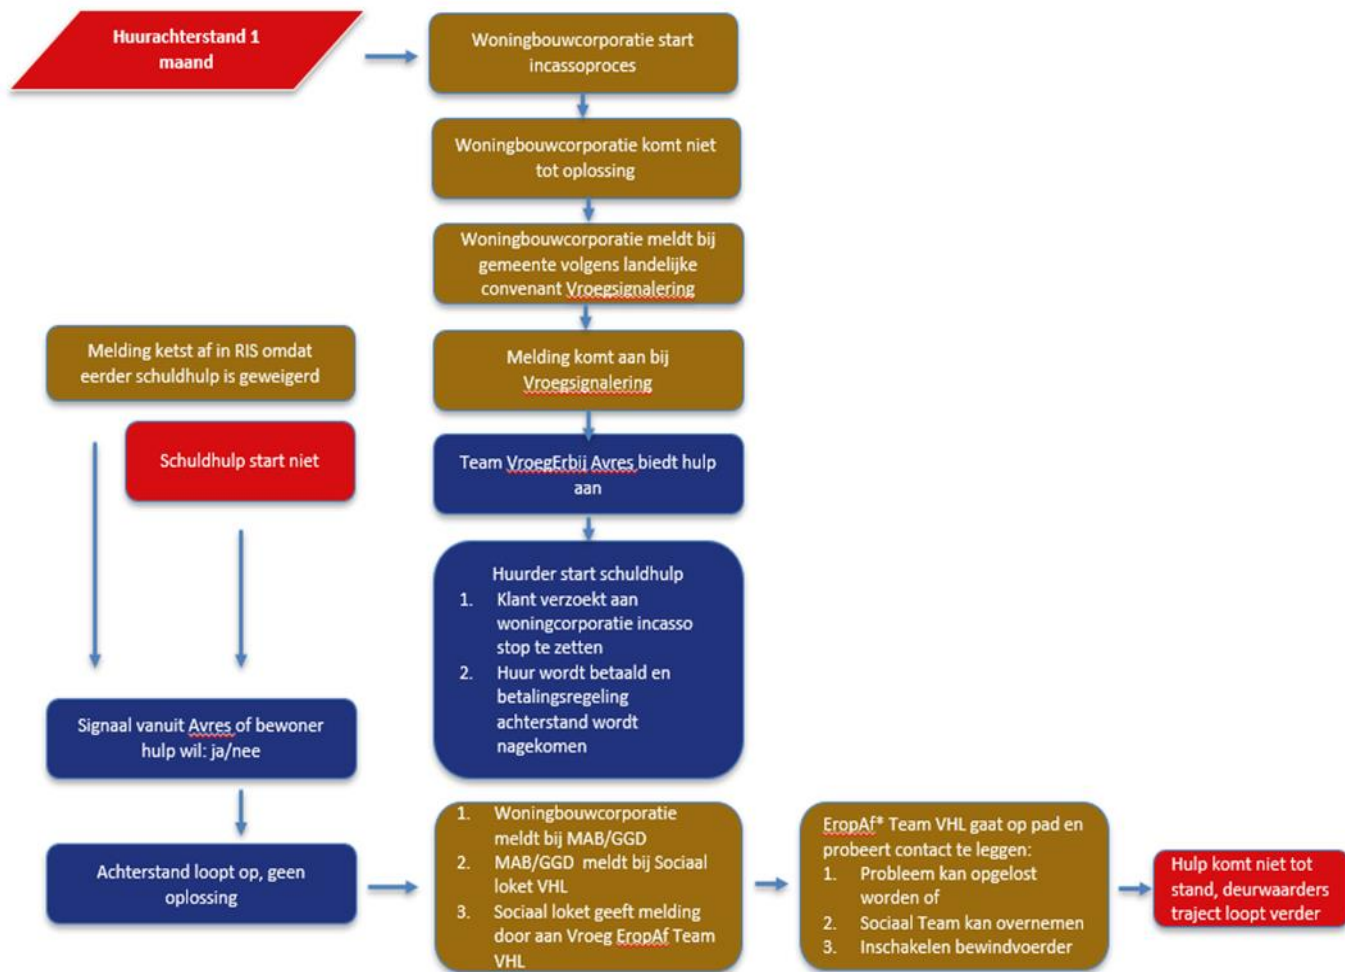 Huurachterstand 1
maand
Woningbouwcorporatie start
incassoproces
Woningbouwcorporatie komt niet
tot oplossing
Woningbouwcorporatie meldt bij
gemeente volgens landelijke
convenant Vroegsignalering
Melding ketst af in RIS omdat
eerder schuldhulp is geweigerd
Melding komt aan bij
Vroegsignalering
Schuldhulp start niet
Team VroegErbij Avres biedt hulp
aan
Huurder start schuldhulp
1. Klant verzoekt aan
woningcorporatie incasso
stop te zetten
2. Huur wordt betaald en
betalingsregeling
achterstand wordt
nagekomen
Signaal vanuit Avres of bewoner
hulp wil: ja/nee
Achterstand loopt op, geen
oplossing
1. Woningbouwcorporatie
meldt bij MAB/GGD
2. MAB/GGD meldt bij Sociaal
loket VHL
3. Sociaal loket geeft melding
door aan Vroeg EropAf Team
VHL
EropAf* Team VHL gaat op pad en
probeert contact te leggen:
1. Probleem kan opgelost
worden of
2. Sociaal Team kan overnemen
3. Inschakelen bewindvoerder
Hulp komt niet tot
stand, deurwaarders
traject loopt verder